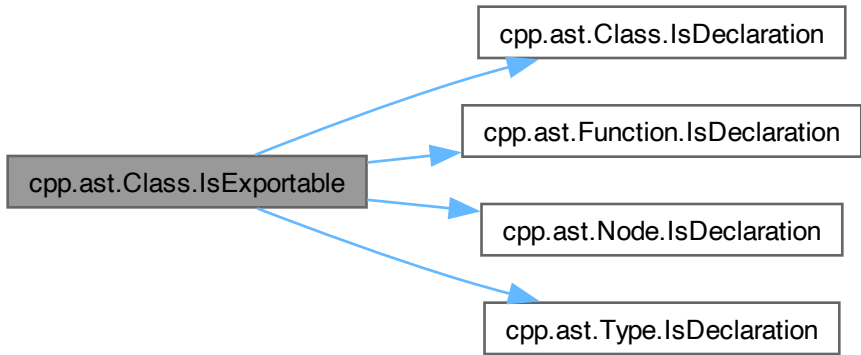 cpp.ast.Class.IsDeclaration
cpp.ast.Function.IsDeclaration
cpp.ast.Class.IsExportable
cpp.ast.Node.IsDeclaration
cpp.ast.Type.IsDeclaration